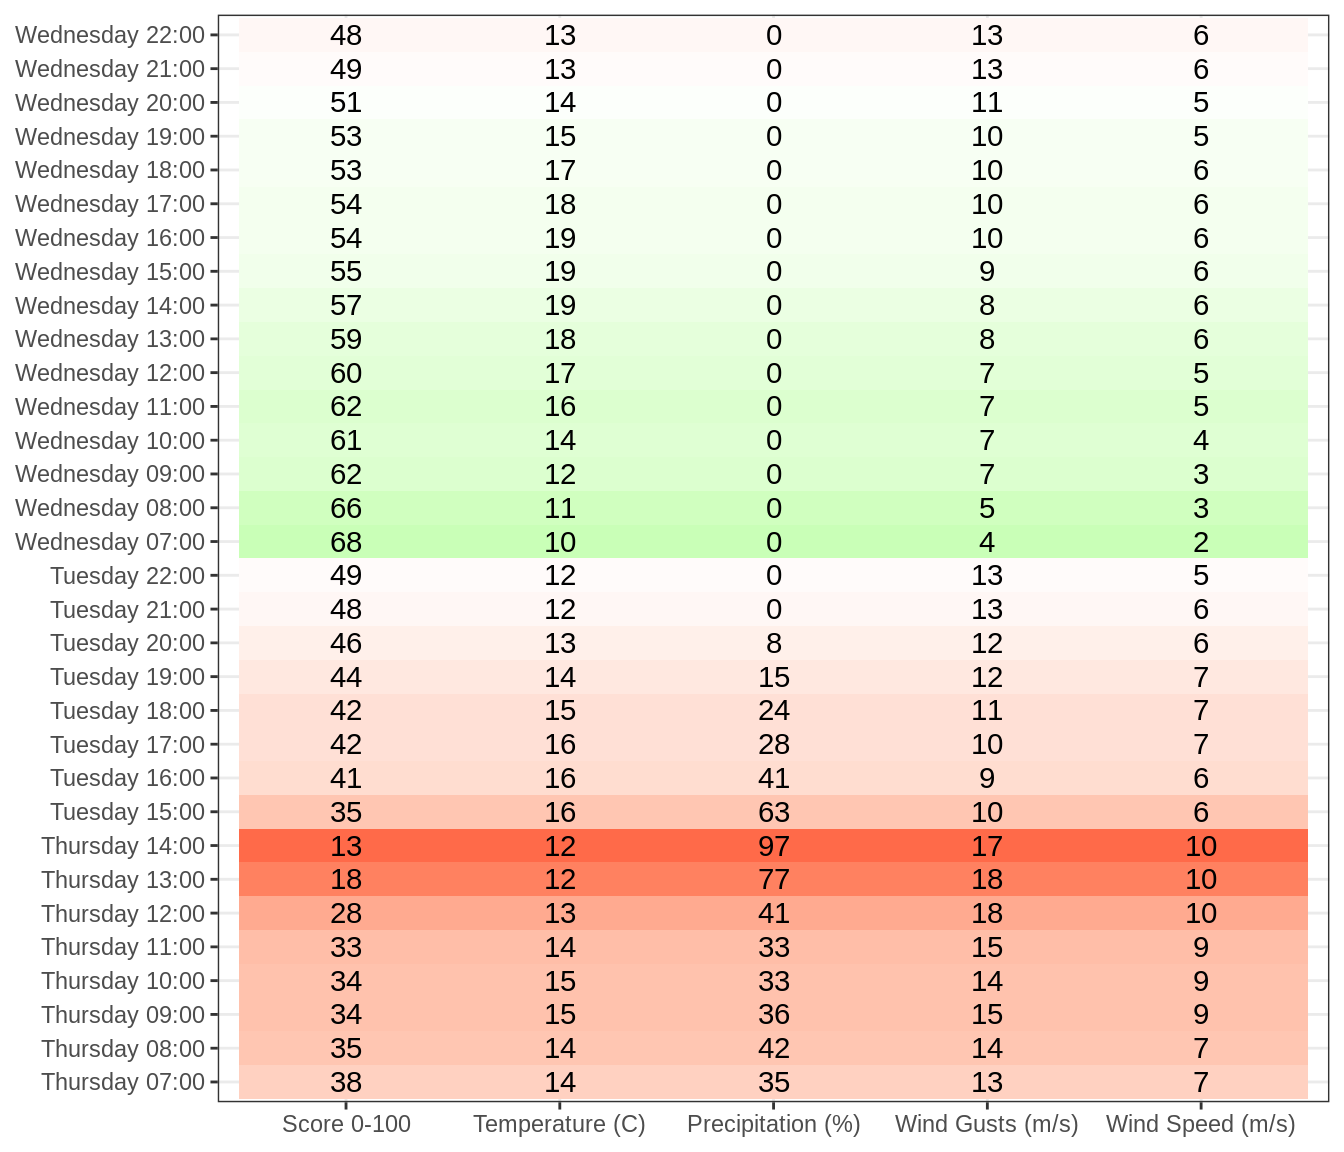 Wednesday 22:00 48 13 0 13 6
Wednesday 21:00 49 13 0 13 6
Wednesday 20:00 51 14 0 11 5
Wednesday 19:00 53 15 0 10 5
Wednesday 18:00 53 17 0 10 6
Wednesday 17:00 54 18 0 10 6
Wednesday 16:00 54 19 0 10 6
Wednesday 15:00 55 19 0 9 6
Wednesday 14:00 57 19 0 8 6
Wednesday 13:00 59 18 0 8 6
Wednesday 12:00 60 17 0 7 5
Wednesday 11:00 62 16 0 7 5
Wednesday 10:00 61 14 0 7 4
Wednesday 09:00 62 12 0 7 3
Wednesday 08:00 66 11 0 5 3
Wednesday 07:00 68 10 0 4 2
Tuesday 22:00 49 12 0 13 5
Tuesday 21:00 48 12 0 13 6
Tuesday 20:00 46 13 8 12 6
Tuesday 19:00 44 14 15 12 7
Tuesday 18:00 42 15 24 11 7
Tuesday 17:00 42 16 28 10 7
Tuesday 16:00 41 16 41 9 6
Tuesday 15:00 35 16 63 10 6
Thursday 14:00 13 12 97 17 10
Thursday 13:00 18 12 77 18 10
Thursday 12:00 28 13 41 18 10
Thursday 11:00 33 14 33 15 9
Thursday 10:00 34 15 33 14 9
Thursday 09:00 34 15 36 15 9
Thursday 08:00 35 14 42 14 7
Thursday 07:00 38 14 35 13 7
Score 0-100 Temperature (C) Precipitation (%) Wind Gusts (m/s) Wind Speed (m/s)